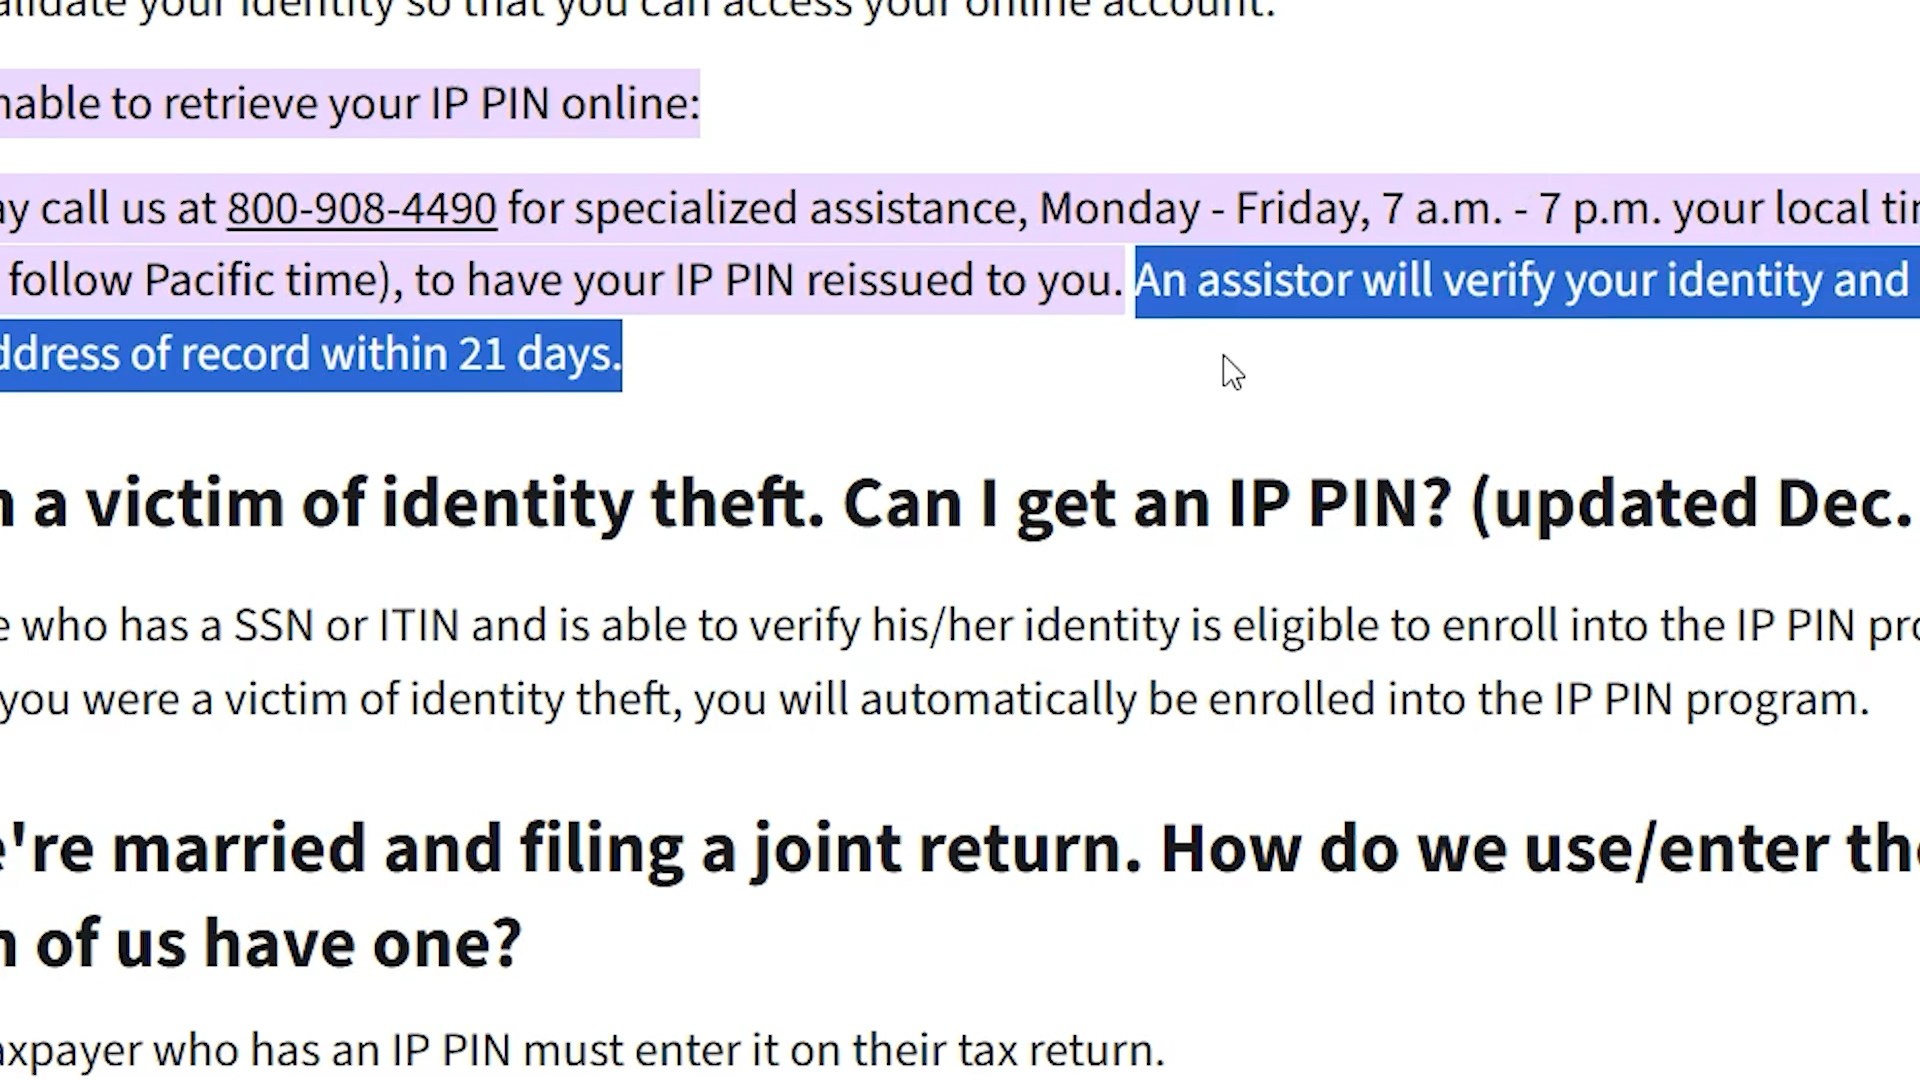 validate your identity so that you can access your online account.
nable to retrieve your IP PIN online:
ay call us at 800-908-4490 for specialized assistance, Monday - Friday, 7 a.m. - 7 p.m. your local tim
follow Pacific time), to have your IP PIN reissued to you. An assistor will verify your identity and
ddress of record within 21 days.
a victim of identity theft. Can I get an IP PIN? (updated Dec.
e who has a SSN or ITIN and is able to verify his/her identity is eligible to enroll into the IP PIN pro
you were a victim of identity theft, you will automatically be enrolled into the IP PIN program.
e're married and filing a joint return. How do we use/enter the
of us have one?
axpayer who has an IP PIN must enter it on their tax return.